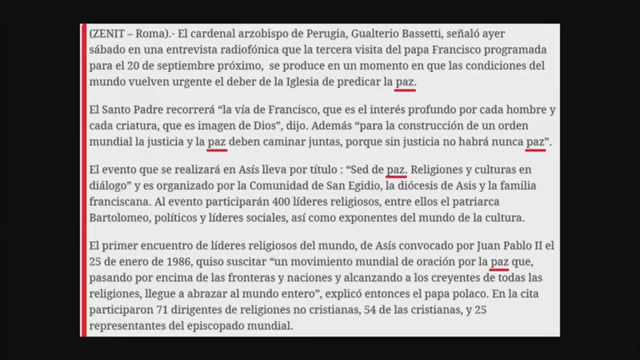 (ZENIT – Roma).- El cardenal arzobispo de Perugia, Gualterio Bassetti, señaló ayer
sábado en una entrevista radiofónica que la tercera visita del papa Francisco programada
para el 20 de septiembre próximo,  se produce en un momento en que las condiciones del
mundo vuelven urgente el deber de la Iglesia de predicar la paz.
El Santo Padre recorrerá “la vía de Francisco, que es el interés profundo por cada hombre y
cada criatura, que es imagen de Dios”, dijo. Además “para la construcción de un orden
mundial la justicia y la paz deben caminar juntas, porque sin justicia no habrá nunca paz”.
El evento que se realizará en Asís lleva por título : “Sed de paz. Religiones y culturas en
diálogo” y es organizado por la Comunidad de San Egidio, la diócesis de Asis y la familia
franciscana. Al evento participarán 400 líderes religiosos, entre ellos el patriarca
Bartolomeo, políticos y líderes sociales, así como exponentes del mundo de la cultura.
El primer encuentro de líderes religiosos del mundo, de Asís convocado por Juan Pablo II el
25 de enero de 1986, quiso suscitar “un movimiento mundial de oración por la paz que,
pasando por encima de las fronteras y naciones y alcanzando a los creyentes de todas las
religiones, llegue a abrazar al mundo entero”, explicó entonces el papa polaco. En la cita
participaron 71 dirigentes de religiones no cristianas, 54 de las cristianas, y 25
representantes del episcopado mundial.